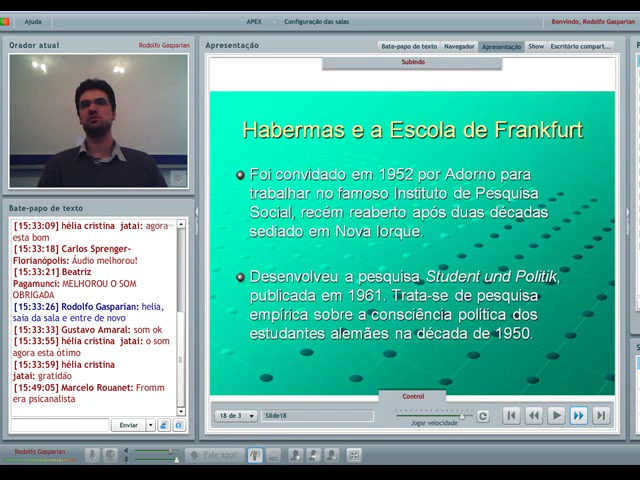 Ajuda
APEX - Configuração das salas
Benvindo, Rodolfo Gasparian
Orador atual
Rodolfo Gasparian
Apresentação
Bate-papo de texto
Navegador
Apresentação
Show
Escritório compart...
Subindo
Habermas e a Escola de Frankfurt
Foi convidado em 1952 por Adorno para
trabalhar no famoso Instituto de Pesquisa
Social, recém reaberto após duas décadas
sediado em Nova Iorque.
Desenvolveu a pesquisa Student und Politik,
publicada em 1961. Trata-se de pesquisa
empírica sobre a consciência política dos
estudantes alemães na década de 1950.
Bate-papo de texto
[15:33:09] hélia cristina jatai: agora
esta bom
[15:33:18] Carlos Sprenger-
Florianópolis: Áudio melhorou!
[15:33:21] Beatriz
Pagamunci: MELHOROU O SOM
OBRIGADA
[15:33:26] Rodolfo Gasparian: helia,
saia da sala e entre de novo
[15:33:33] Gustavo Amaral: som ok
[15:33:55] hélia cristina jatai: o som
agora esta ótimo
[15:33:59] hélia cristina
jatai: gratidão
[15:49:05] Marcelo Rouanet: Fromm
era psicanalista
Enviar
Control
18 de 3
Slide18
Jogar velocidade
Rodolfo Gasparian
Fale aqui!